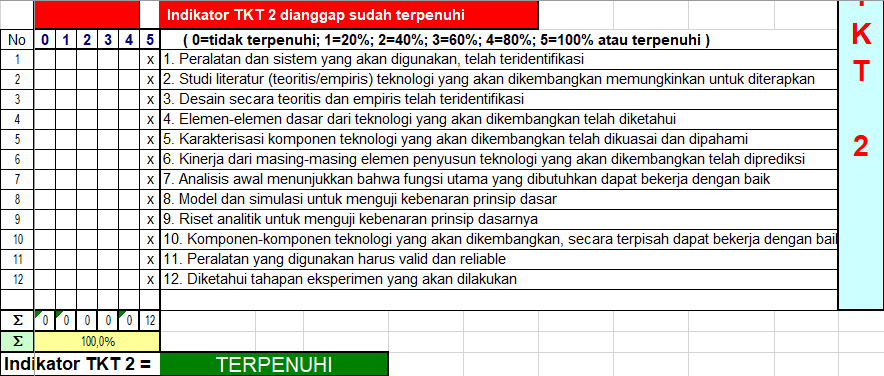 Indikator TKT 2 dianggap sudah terpenuhi
No 0 1 2 3 4 5 ( 0=tidak terpenuhi; 1=20%; 2=40%; 3=60%; 4=80%; 5=100% atau terpenuhi )
1 x 1. Peralatan dan sistem yang akan digunakan, telah teridentifikasi
2 x 2. Studi literatur (teoritis/empiris) teknologi yang akan dikembangkan memungkinkan untuk diterapkan
3 x 3. Desain secara teoritis dan empiris telah teridentifikasi
4 x 4. Elemen-elemen dasar dari teknologi yang akan dikembangkan telah diketahui
5 x 5. Karakterisasi komponen teknologi yang akan dikembangkan telah dikuasai dan dipahami
6 x 6. Kinerja dari masing-masing elemen penyusun teknologi yang akan dikembangkan telah diprediksi
7 x 7. Analisis awal menunjukkan bahwa fungsi utama yang dibutuhkan dapat bekerja dengan baik
8 x 8. Model dan simulasi untuk menguji kebenaran prinsip dasar
9 x 9. Riset analitik untuk menguji kebenaran prinsip dasarnya
10 x 10. Komponen-komponen teknologi yang akan dikembangkan, secara terpisah dapat bekerja dengan baik
11 x 11. Peralatan yang digunakan harus valid dan reliable
12 x 12. Diketahui tahapan eksperimen yang akan dilakukan
Σ 0 0 0 0 0 12
Σ 100,0%
Indikator TKT 2 = TERPENUHI
T
K
T
2